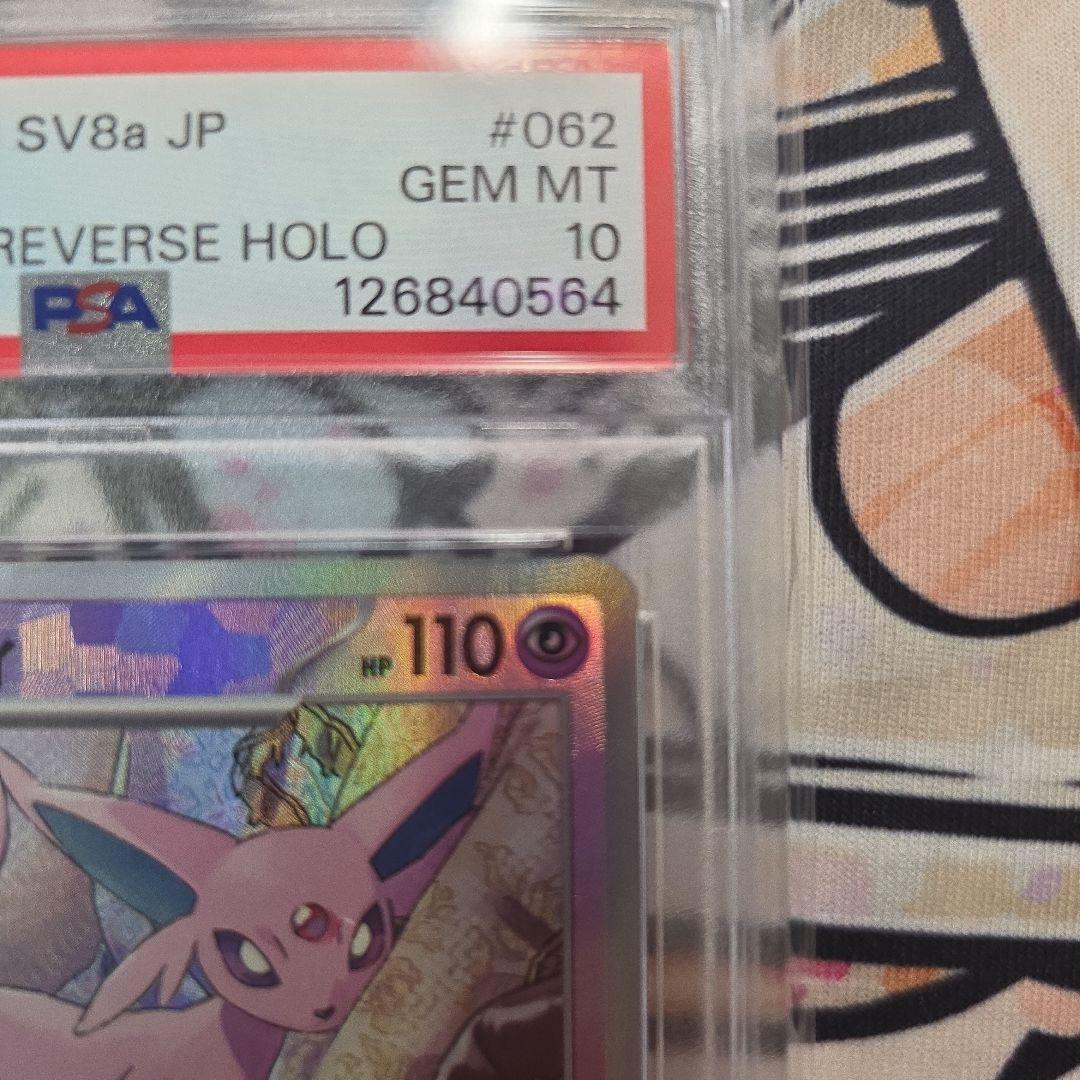 SV8a JP #062
GEM MT
REVERSE HOLO 10
PSA 126840564
HP 110